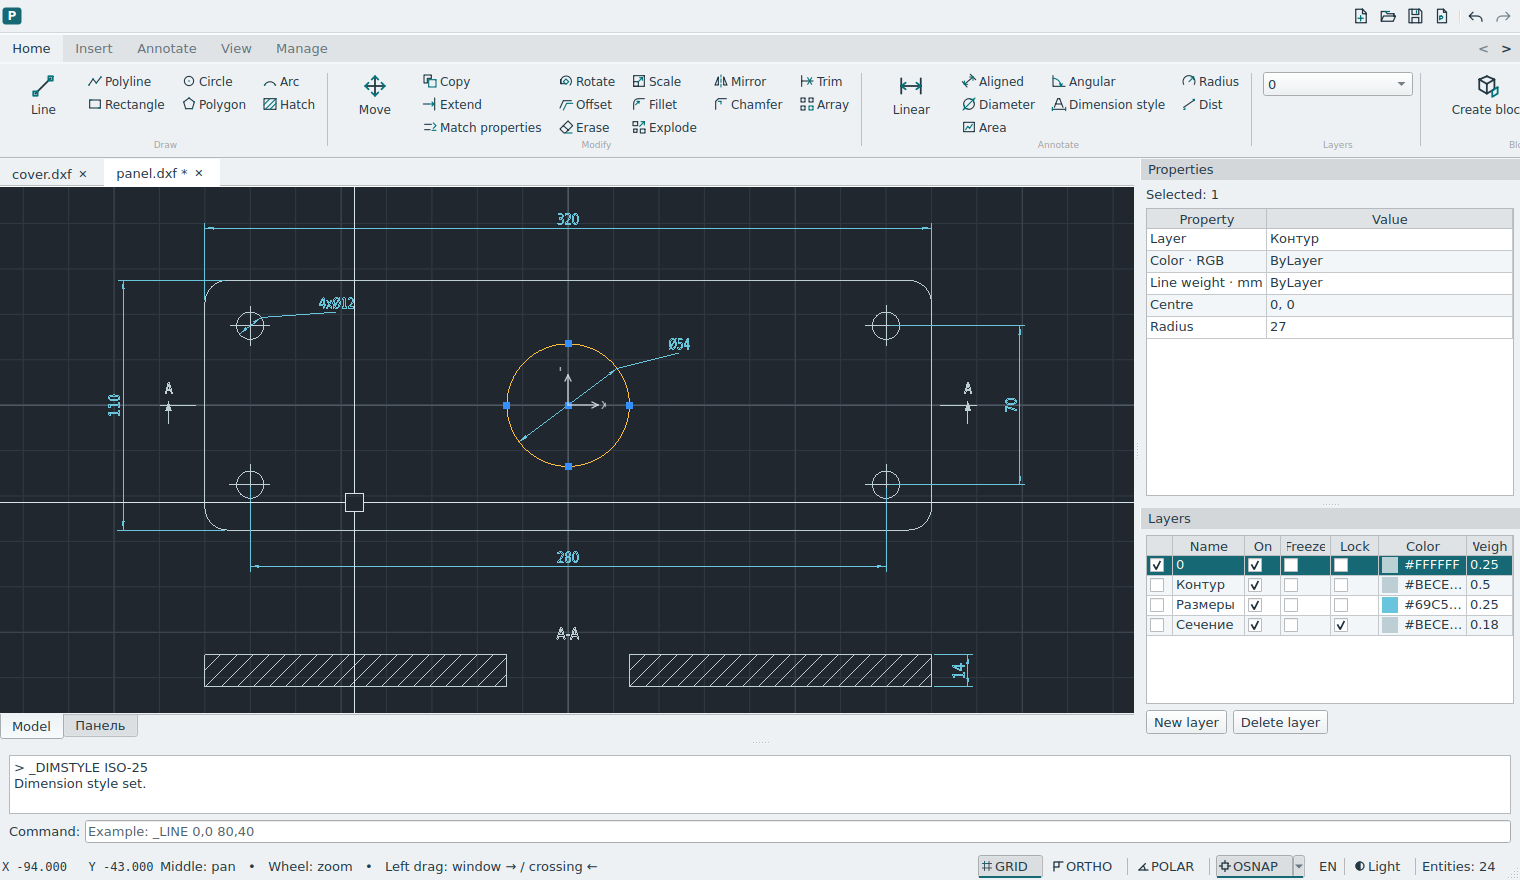 P
Home Insert Annotate View Manage < >
Line Polyline Circle Arc Move Copy Rotate Scale Mirror Trim Linear Aligned Angular Radius 0 Create bloc
Rectangle Polygon Hatch Extend Offset Fillet Chamfer Array Diameter Dimension style Dist
Match properties Erase Explode Area
Draw Modify Annotate Layers Blo
cover.dxf × panel.dxf * ×
320
4xØ12
Ø54
A A
110 70
X
280
A-A
14
Model Панель
Properties
Selected: 1
Property Value
Layer Контур
Color · RGB ByLayer
Line weight · mm ByLayer
Centre 0, 0
Radius 27
Layers
Name On Freeze Lock Color Weigh
0 #FFFFFF 0.25
Контур #BECE... 0.5
Размеры #69C5... 0.25
Сечение #BECE... 0.18
New layer Delete layer
> _DIMSTYLE ISO-25
Dimension style set.
Command: Example: _LINE 0,0 80,40
X -94.000 Y -43.000 Middle: pan • Wheel: zoom • Left drag: window → / crossing ← GRID ORTHO POLAR OSNAP EN Light Entities: 24